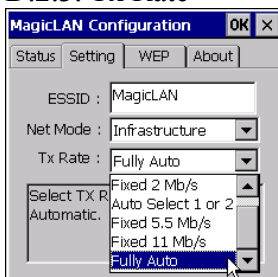 MagicLAN Configuration OK ×
Status Setting WEP About
ESSID : MagicLAN
Net Mode : Infrastructure
Tx Rate : Fully Auto
Fixed 2 Mb/s
Auto Select 1 or 2
Fixed 5.5 Mb/s
Fixed 11 Mb/s
Fully Auto
Select TX R
Automatic.